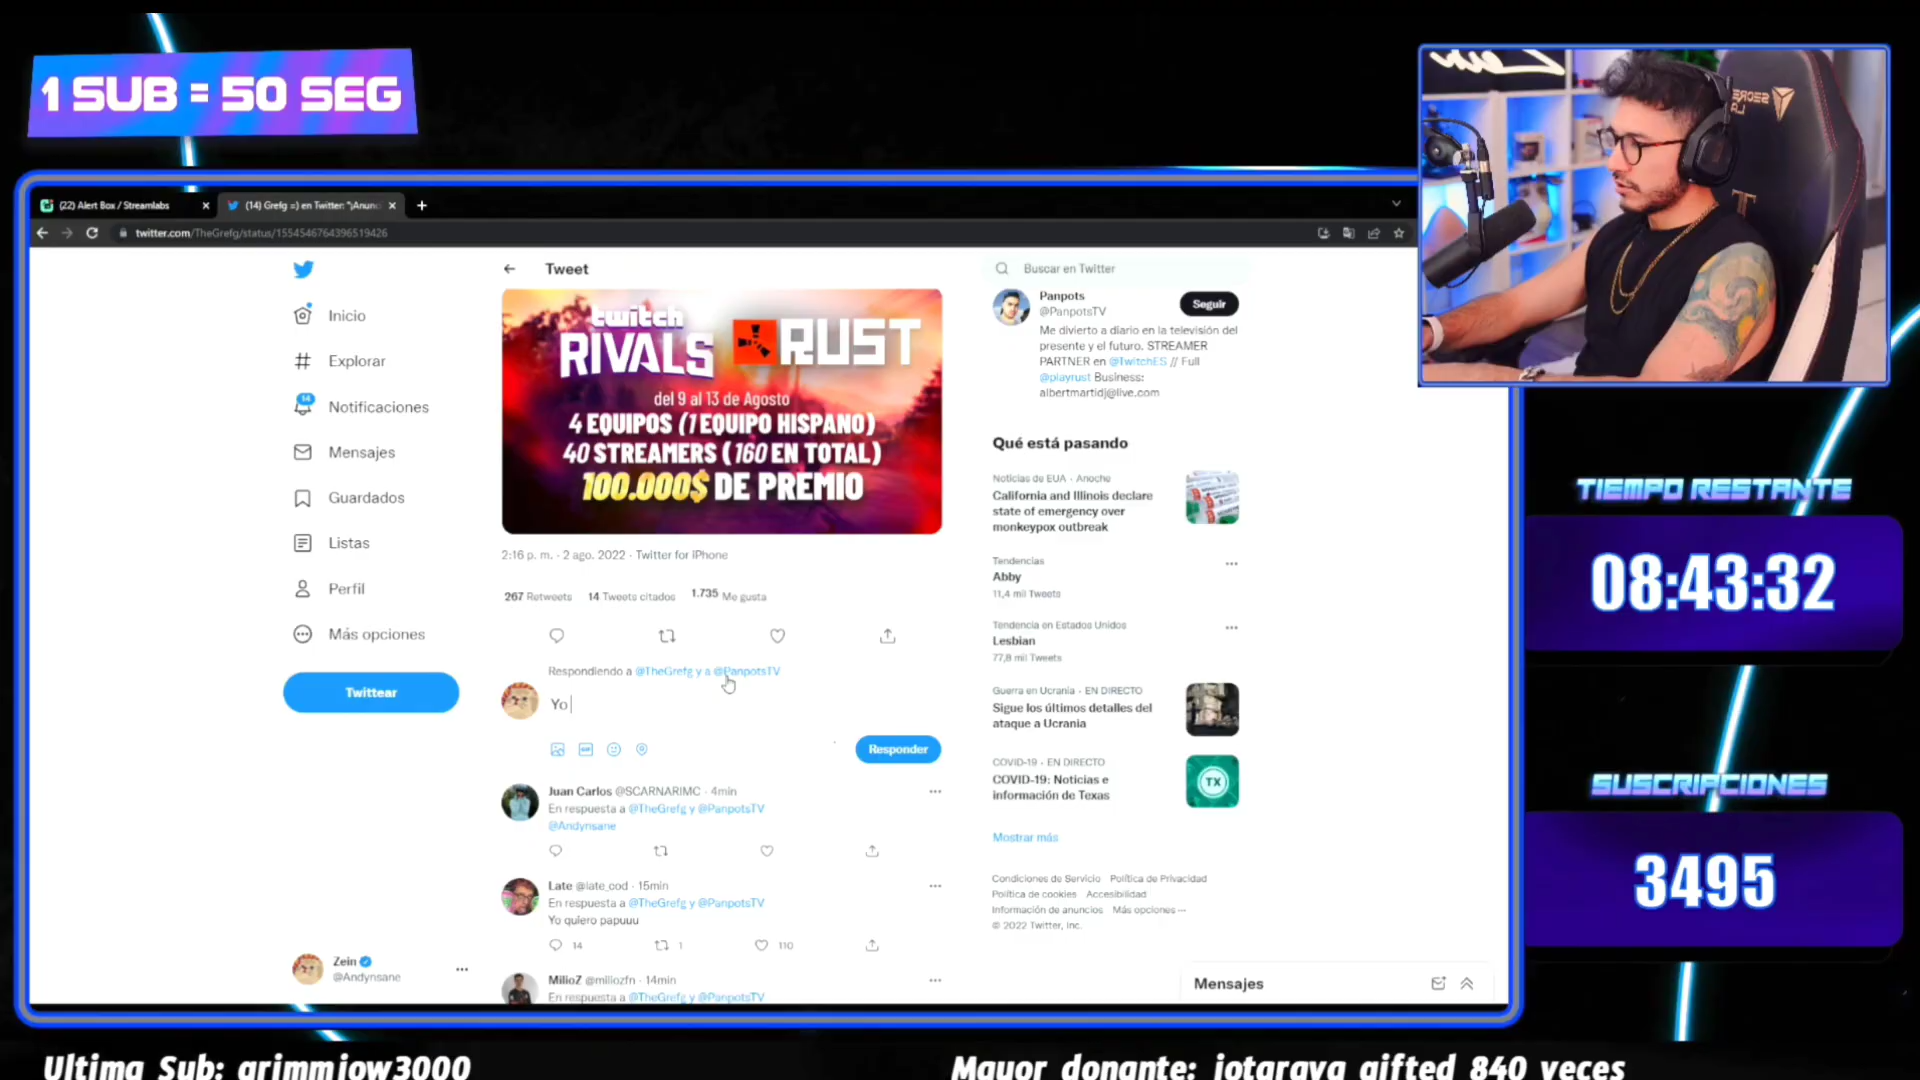 1 SUB = 50 SEG
(22) Alert Box / Streamlabs
(14) Grefg =) en Twitter: "¡Anunc
twitter.com/TheGrefg/status/1554546764396519426
Inicio
Explorar
14
Notificaciones
Mensajes
Guardados
Listas
Perfil
Más opciones
Twittear
Zein
@Andynsane
Tweet
twitch
RIVALS
RUST
del 9 al 13 de Agosto
4 EQUIPOS (1 EQUIPO HISPANO)
40 STREAMERS (160 EN TOTAL)
100.000$ DE PREMIO
2:16 p. m. · 2 ago. 2022 · Twitter for iPhone
267 Retweets 14 Tweets citados 1.735 Me gusta
Respondiendo a @TheGrefg y a @PanpotsTV
Yo
Responder
Juan Carlos @SCARNARIMC · 4min
En respuesta a @TheGrefg y @PanpotsTV
@Andynsane
Late @late_cod · 15min
En respuesta a @TheGrefg y @PanpotsTV
Yo quiero papuuu
14 1 110
MilioZ @miliozfn · 14min
En respuesta a @TheGrefg y @PanpotsTV
Buscar en Twitter
Panpots
@PanpotsTV
Seguir
Me divierto a diario en la televisión del
presente y el futuro. STREAMER
PARTNER en @TwitchES // Full
@playrust Business:
albertmartidj@live.com
Qué está pasando
Noticias de EUA · Anoche
California and Illinois declare
state of emergency over
monkeypox outbreak
Tendencias
Abby
11,4 mil Tweets
Tendencia en Estados Unidos
Lesbian
77,8 mil Tweets
Guerra en Ucrania · EN DIRECTO
Sigue los últimos detalles del
ataque a Ucrania
COVID-19 · EN DIRECTO
COVID-19: Noticias e
información de Texas
TX
Mostrar más
Condiciones de Servicio Política de Privacidad
Política de cookies Accesibilidad
Información de anuncios Más opciones ···
© 2022 Twitter, Inc.
Mensajes
TIEMPO RESTANTE
08:43:32
SUSCRIPCIONES
3495
Ultima Sub: grimmjow3000
Mayor donante: jotaraya gifted 840 veces